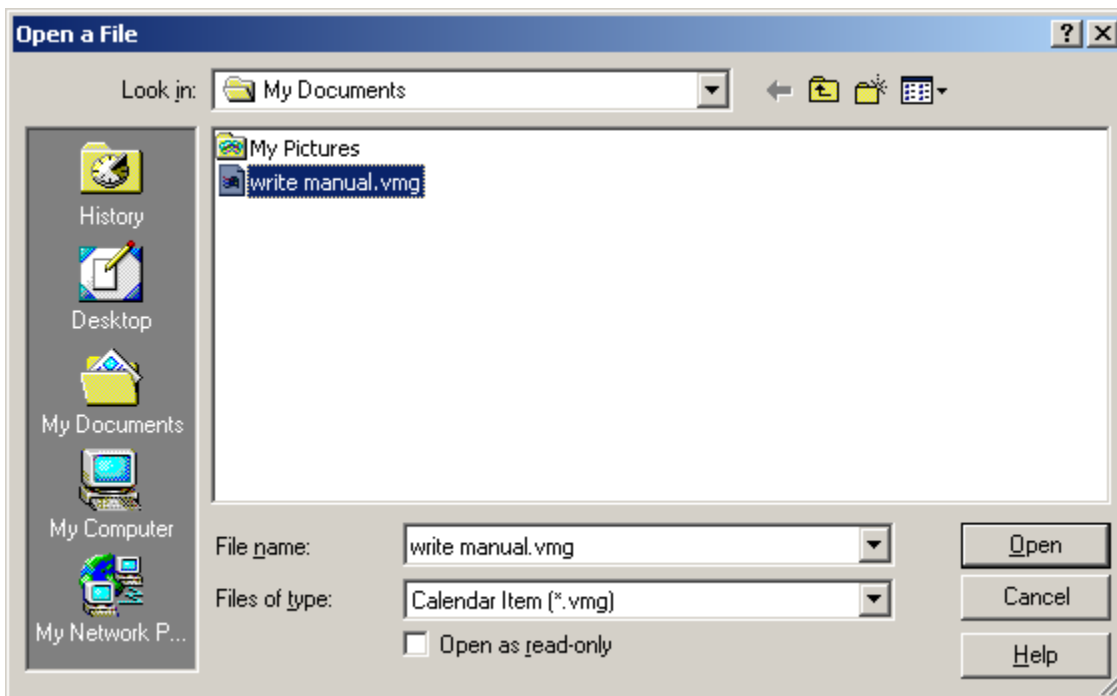 Open a File
Look in:
My Documents
My Pictures
write manual.vmg
History
Desktop
My Documents
My Computer
My Network P...
File name:
write manual.vmg
Open
Files of type:
Calendar Item (*.vmg)
Cancel
Open as read-only
Help